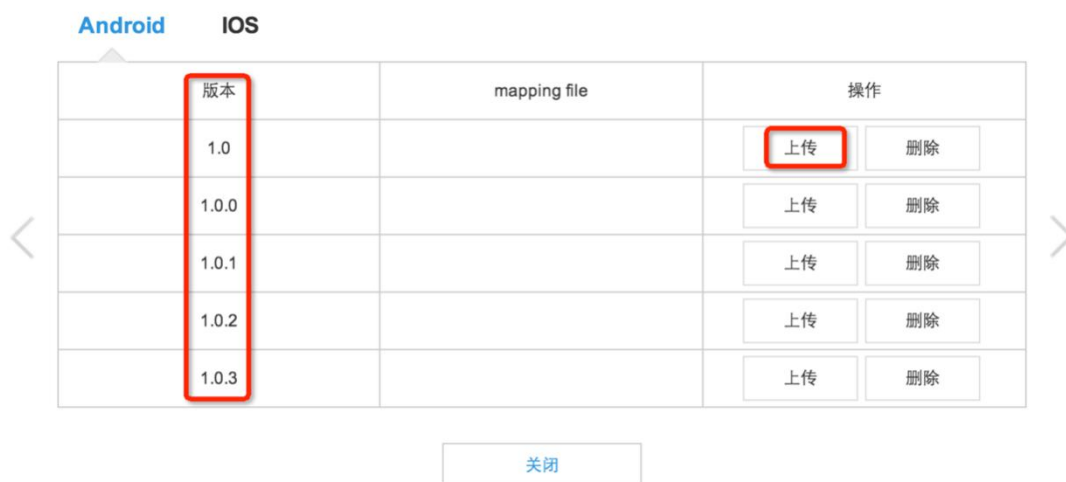 Android IOS
版本 mapping file 操作
1.0 上传 删除
1.0.0 上传 删除
1.0.1 上传 删除
1.0.2 上传 删除
1.0.3 上传 删除
关闭